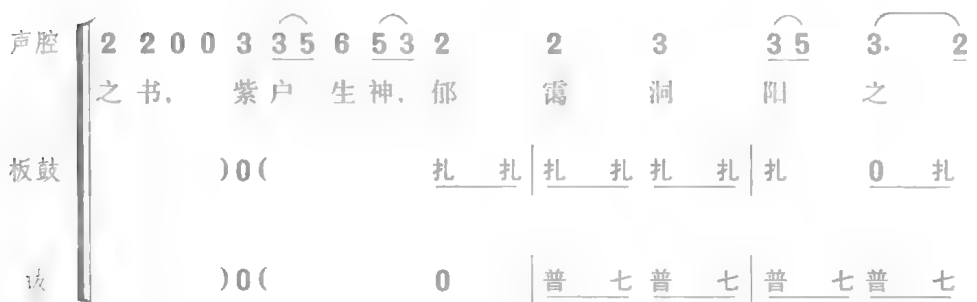 声腔 2 2 0 0 3 3 5 6 5 3 2 2 3 3 5 3. 2
之书, 紫户 生神, 郁 霭 洞 阳 之
板鼓 )0( 扎 扎 | 扎 扎 扎 扎 | 扎 0 扎
)0( 0 | 普 七 普 七 | 普 七 普 七